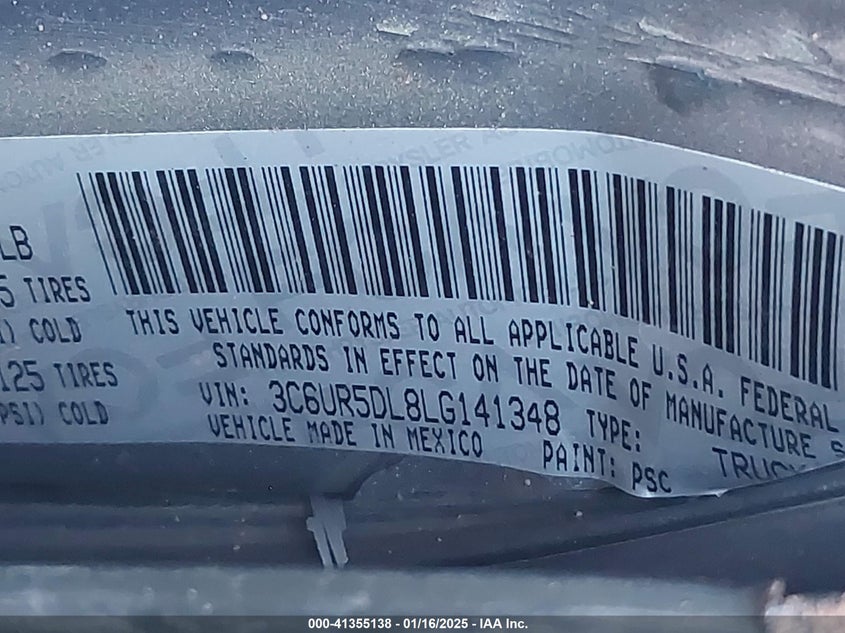 LB
5 TIRES
I) COLD
125 TIRES
PSI) COLD
THIS VEHICLE CONFORMS TO ALL APPLICABLE U.S.A. FEDERAL
STANDARDS IN EFFECT ON THE DATE OF MANUFACTURE S
VIN: 3C6UR5DL8LG141348 TYPE: TRUCK
VEHICLE MADE IN MEXICO PAINT: PSC
000-41355138 - 01/16/2025 - IAA Inc.